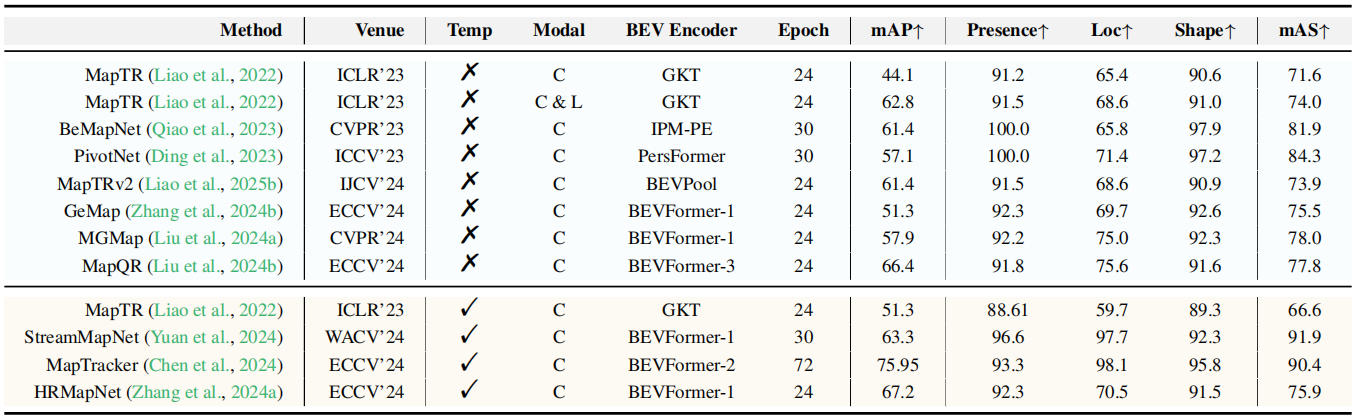 Method Venue Temp Modal BEV Encoder Epoch mAP↑ Presence↑ Loc↑ Shape↑ mAS↑
MapTR (Liao et al., 2022) ICLR’23 ✗ C GKT 24 44.1 91.2 65.4 90.6 71.6
MapTR (Liao et al., 2022) ICLR’23 ✗ C & L GKT 24 62.8 91.5 68.6 91.0 74.0
BeMapNet (Qiao et al., 2023) CVPR’23 ✗ C IPM-PE 30 61.4 100.0 65.8 97.9 81.9
PivotNet (Ding et al., 2023) ICCV’23 ✗ C PersFormer 30 57.1 100.0 71.4 97.2 84.3
MapTRv2 (Liao et al., 2025b) IJCV’24 ✗ C BEVPool 24 61.4 91.5 68.6 90.9 73.9
GeMap (Zhang et al., 2024b) ECCV’24 ✗ C BEVFormer-1 24 51.3 92.3 69.7 92.6 75.5
MGMap (Liu et al., 2024a) CVPR’24 ✗ C BEVFormer-1 24 57.9 92.2 75.0 92.3 78.0
MapQR (Liu et al., 2024b) ECCV’24 ✗ C BEVFormer-3 24 66.4 91.8 75.6 91.6 77.8
MapTR (Liao et al., 2022) ICLR’23 ✓ C GKT 24 51.3 88.61 59.7 89.3 66.6
StreamMapNet (Yuan et al., 2024) WACV’24 ✓ C BEVFormer-1 30 63.3 96.6 97.7 92.3 91.9
MapTracker (Chen et al., 2024) ECCV’24 ✓ C BEVFormer-2 72 75.95 93.3 98.1 95.8 90.4
HRMapNet (Zhang et al., 2024a) ECCV’24 ✓ C BEVFormer-1 24 67.2 92.3 70.5 91.5 75.9